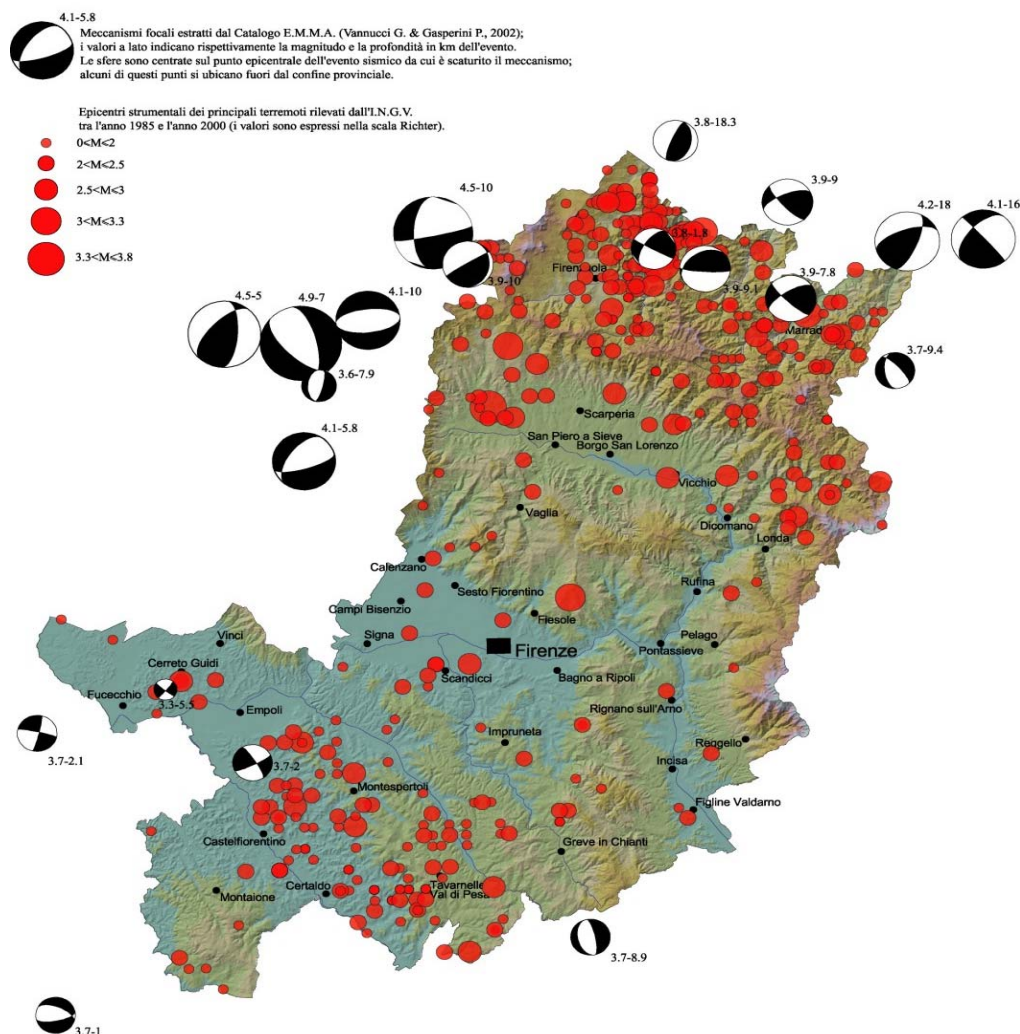 4.1-5.8
Meccanismi focali estratti dal Catalogo E.M.M.A. (Vannucci G. & Gasperini P., 2002);
i valori a lato indicano rispettivamente la magnitudo e la profondità in km dell'evento.
Le sfere sono centrate sul punto epicentrale dell'evento sismico da cui è scaturito il meccanismo;
alcuni di questi punti si ubicano fuori dal confine provinciale.
Epicentri strumentali dei principali terremoti rilevati dall'I.N.G.V.
tra l'anno 1985 e l'anno 2000 (i valori sono espressi nella scala Richter).
0<M≤2
2<M≤2.5
2.5<M≤3
3<M≤3.3
3.3<M≤3.8
3.8-18.3
3.9-9
4.5-10
4.2-18
4.1-16
3.8-1.8
Firenzuola
3.9-10
3.9-9.1
3.9-7.8
4.5-5
4.9-7
4.1-10
Marrad
3.6-7.9
3.7-9.4
Scarperia
4.1-5.8
San Piero a Sieve
Borgo San Lorenzo
Vicchio
Vaglia
Dicomano
Londa
Calenzano
Sesto Fiorentino
Rufina
Campi Bisenzio
Fiesole
Vinci
Signa
Firenze
Pontassieve
Pelago
Cerreto Guidi
Scandicci
Bagno a Ripoli
Fucecchio
3.3-5.5
Empoli
Rignano sull'Arno
3.7-2.1
Impruneta
Reggello
3.7-2
Incisa
Montespertoli
Figline Valdarno
Castelfiorentino
Greve in Chianti
Montaione
Certaldo
Tavarnelle
Val di Pesa
3.7-8.9
3.7-1